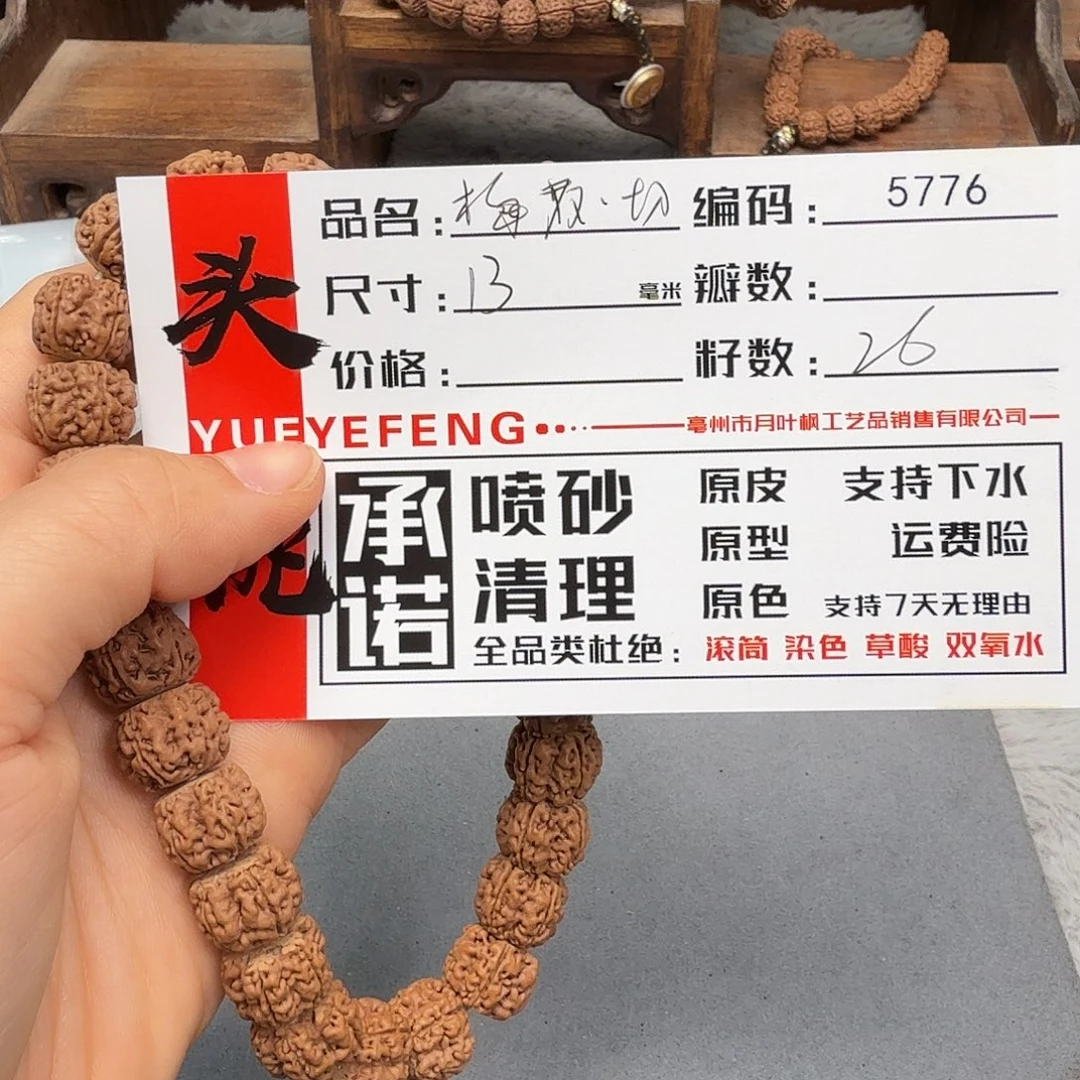 头
品名：梅散·切 编码：5776
尺寸：13 毫米 瓣数：
价格： 籽数：26
YUEYEFENG
亳州市月叶枫工艺品销售有限公司
承诺
喷砂清理
原皮 支持下水
原型 运费险
原色 支持7天无理由
全品类杜绝：滚筒 染色 草酸 双氧水